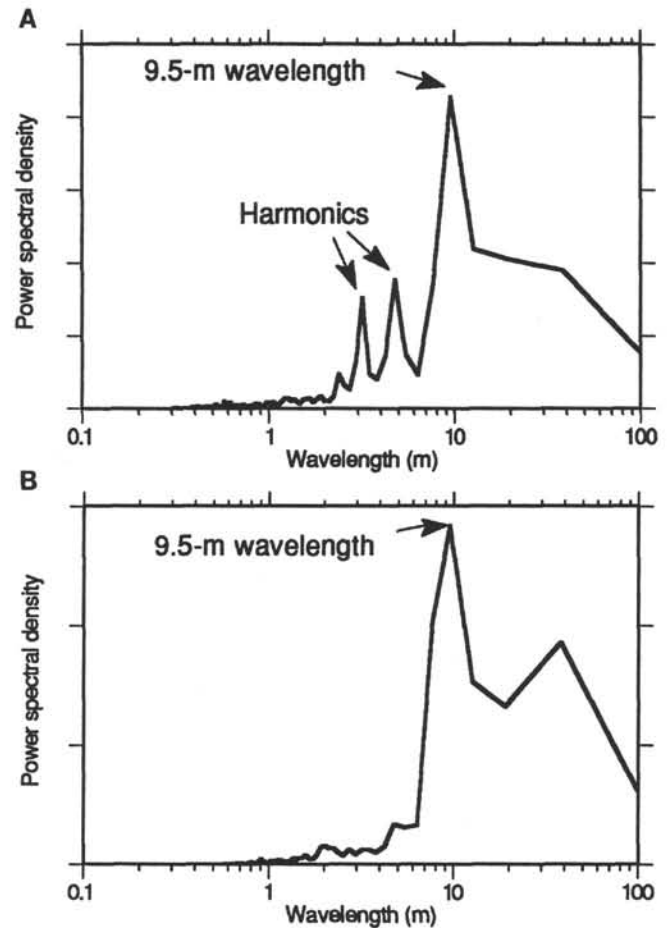 A
9.5-m wavelength
Harmonics
Power spectral density
0.1 1 10 100
Wavelength (m)
B
9.5-m wavelength
Power spectral density
0.1 1 10 100
Wavelength (m)